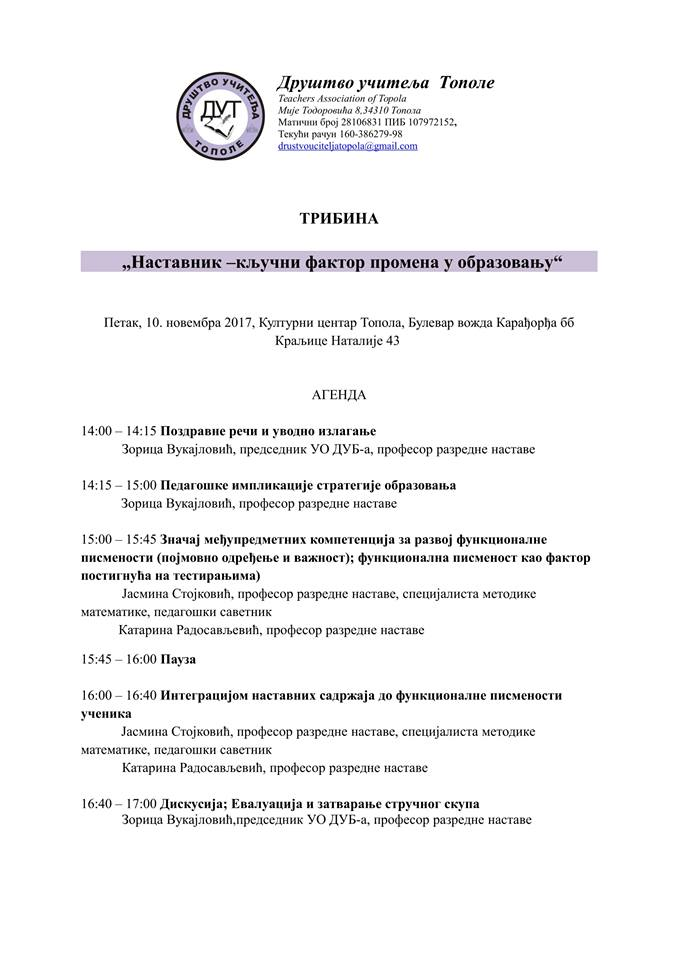 ДРУШТВО УЧИТЕЉА
ДУТ
ТОПОЛЕ
Друштво учитеља Тополе
Teachers Association of Topola
Мије Тодоровића 8,34310 Топола
Матични број 28106831 ПИБ 107972152,
Текући рачун 160-386279-98
drustvouciteljatopola@gmail.com
ТРИБИНА
„Наставник –кључни фактор промена у образовању“
Петак, 10. новембра 2017, Културни центар Топола, Булевар вожда Карађорђа бб
Краљице Наталије 43
АГЕНДА
14:00 – 14:15 Поздравне речи и уводно излагање
Зорица Вукајловић, председник УО ДУБ-а, професор разредне наставе
14:15 – 15:00 Педагошке импликације стратегије образовања
Зорица Вукајловић, професор разредне наставе
15:00 – 15:45 Значај међупредметних компетенција за развој функционалне
писмености (појмовно одређење и важност); функционална писменост као фактор
постигнућа на тестирањима)
Јасмина Стојковић, професор разредне наставе, специјалиста методике
математике, педагошки саветник
Катарина Радосављевић, професор разредне наставе
15:45 – 16:00 Пауза
16:00 – 16:40 Интеграцијом наставних садржаја до функционалне писмености
ученика
Јасмина Стојковић, професор разредне наставе, специјалиста методике
математике, педагошки саветник
Катарина Радосављевић, професор разредне наставе
16:40 – 17:00 Дискусија; Евалуација и затварање стручног скупа
Зорица Вукајловић,председник УО ДУБ-а, професор разредне наставе